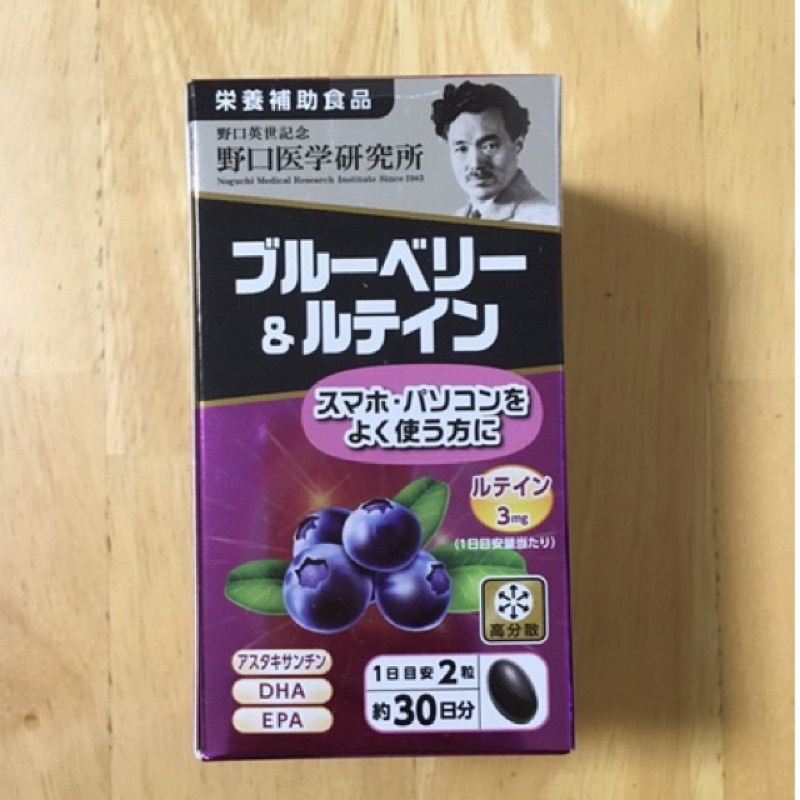 栄養補助食品
野口英世記念
野口医学研究所
Noguchi Medical Research Institute Since 1983
ブルーベリー
&ルテイン
スマホ・パソコンを
よく使う方に
ルテイン
3mg
(1日目安量当たり)
高分散
アスタキサンチン
DHA
EPA
1日目安2粒
約30日分